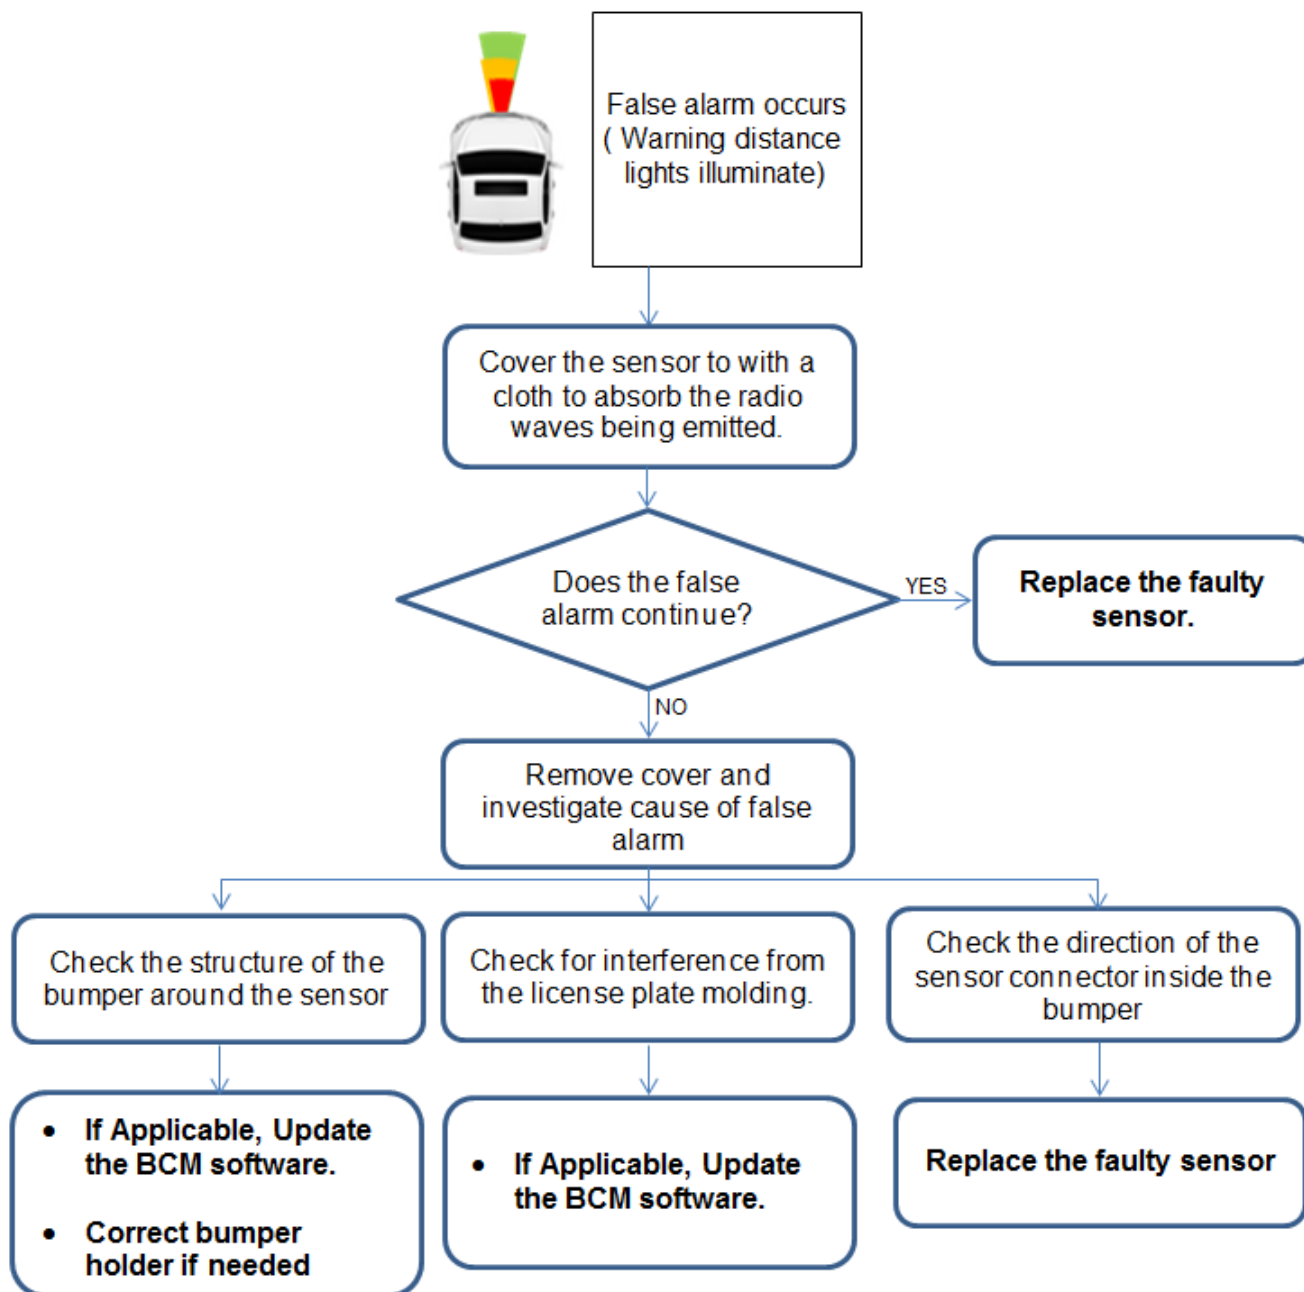 False alarm occurs
( Warning distance
lights illuminate)
Cover the sensor to with a
cloth to absorb the radio
waves being emitted.
Does the false
alarm continue?
YES
Replace the faulty
sensor.
NO
Remove cover and
investigate cause of false
alarm
Check the structure of the
bumper around the sensor
Check for interference from
the license plate molding.
Check the direction of the
sensor connector inside the
bumper
• If Applicable, Update
the BCM software.
• Correct bumper
holder if needed
• If Applicable, Update
the BCM software.
Replace the faulty sensor